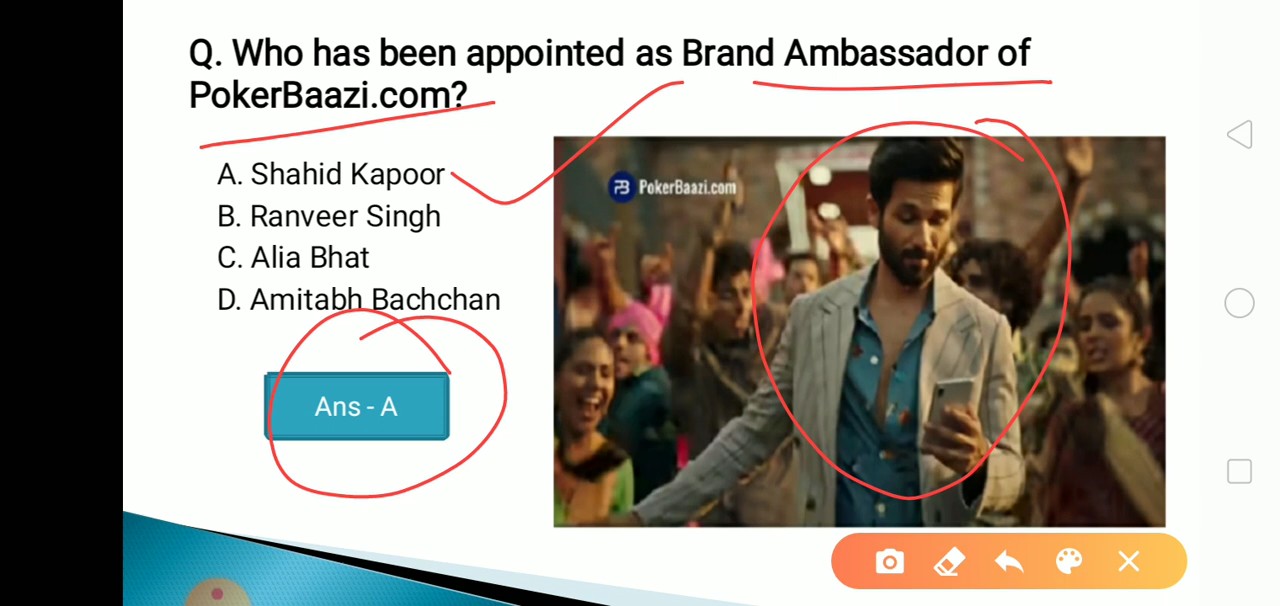 Q. Who has been appointed as Brand Ambassador of
PokerBaazi.com?
A. Shahid Kapoor
B. Ranveer Singh
C. Alia Bhat
D. Amitabh Bachchan
Ans - A
PokerBaazi.com